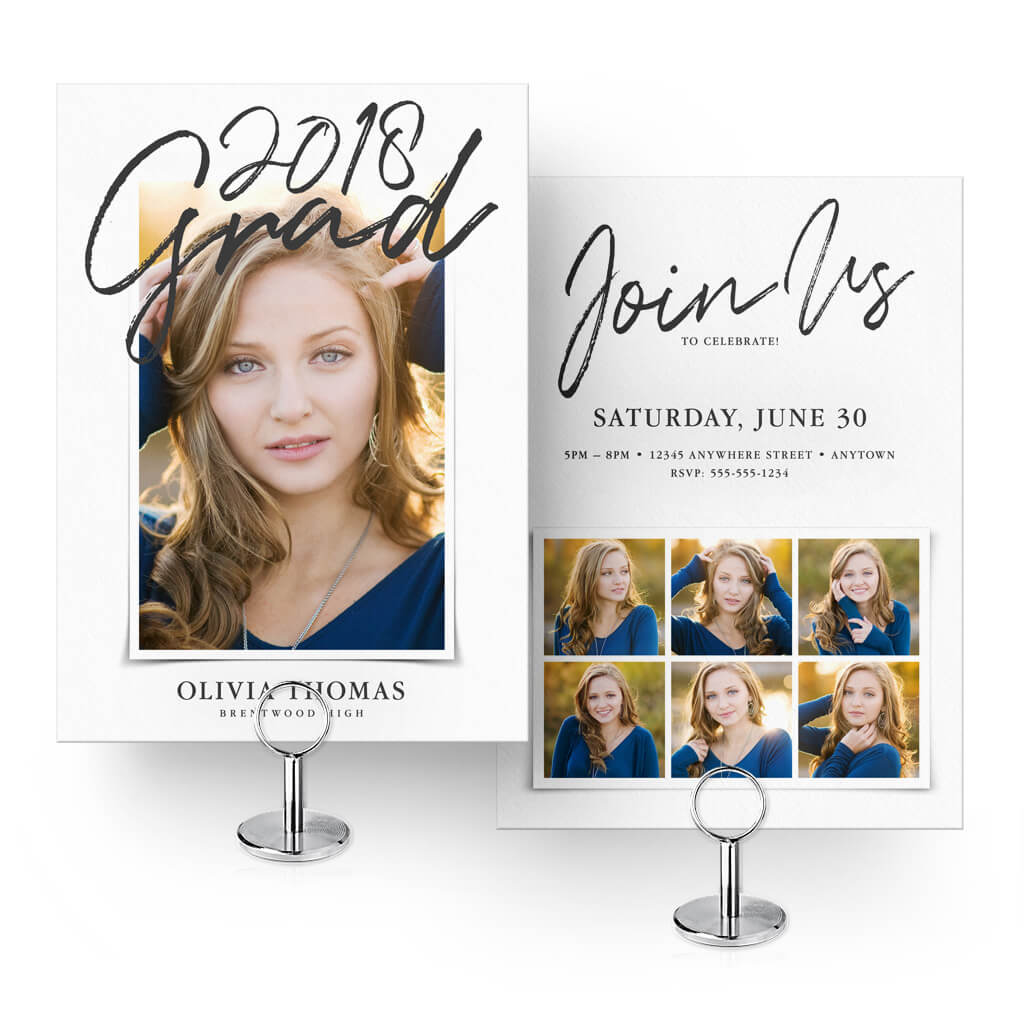 2018
Grad
OLIVIA THOMAS
BRENTWOOD HIGH
Join Us
TO CELEBRATE!
SATURDAY, JUNE 30
5PM – 8PM • 12345 ANYWHERE STREET • ANYTOWN
RSVP: 555-555-1234